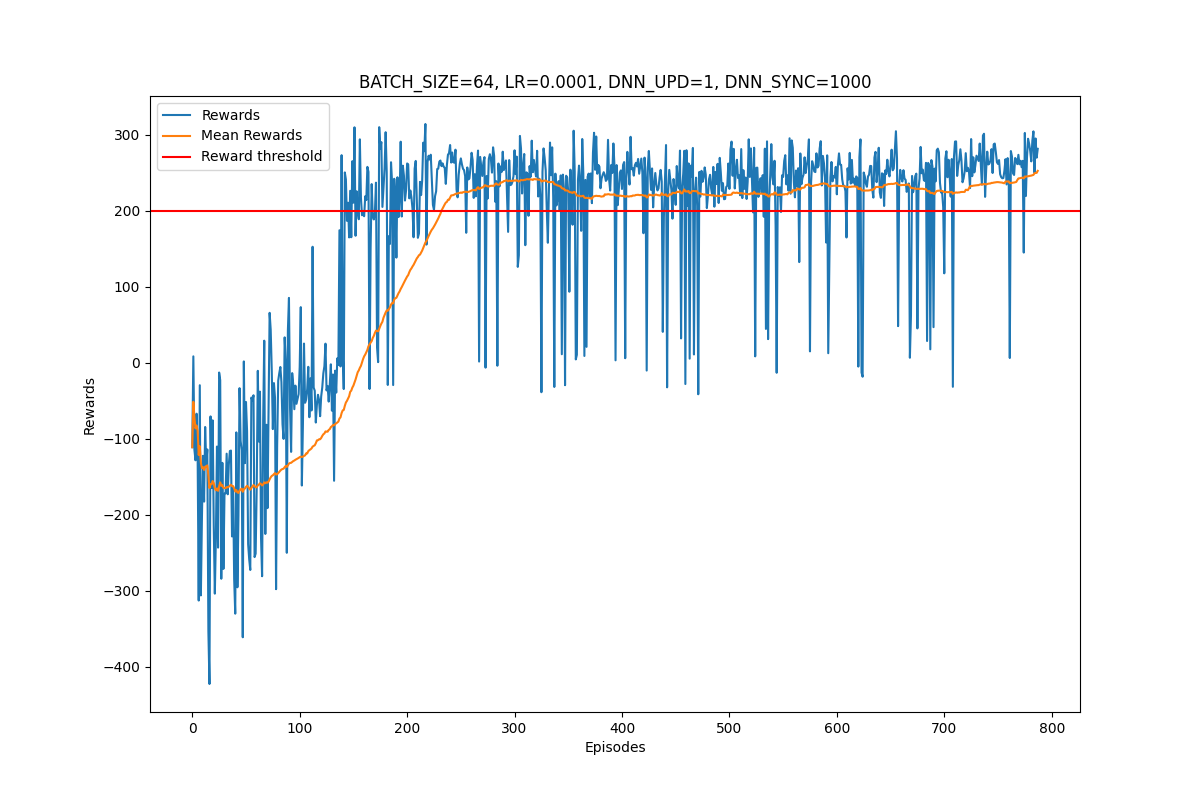 BATCH_SIZE=64, LR=0.0001, DNN_UPD=1, DNN_SYNC=1000
Rewards
Mean Rewards
Reward threshold
300
200
100
0
−100
−200
−300
−400
Rewards
0 100 200 300 400 500 600 700 800
Episodes